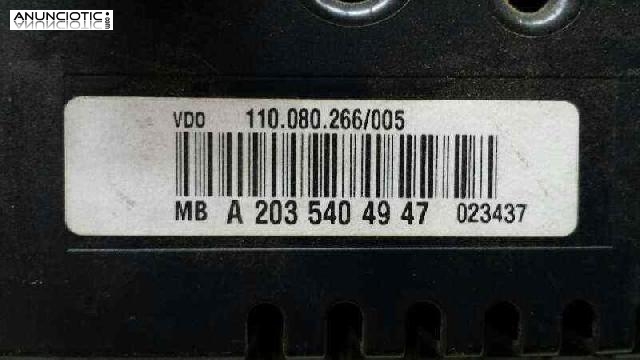 ANUNCIOTIC
VDO 110.080.266/005
MB A 203 540 49 47 023437